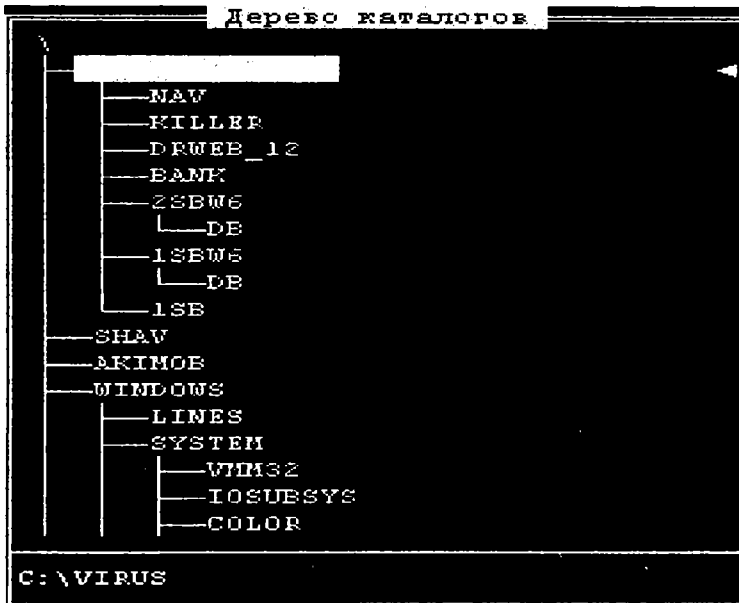 Дерево каталогов
\
NAV
KILLER
DRWEB_12
BANK
2SBW6
DB
1SBW6
DB
1SB
SHAV
AKIMOB
WINDOWS
LINES
SYSTEM
VMM32
IOSUBSYS
COLOR
C:\VIRUS